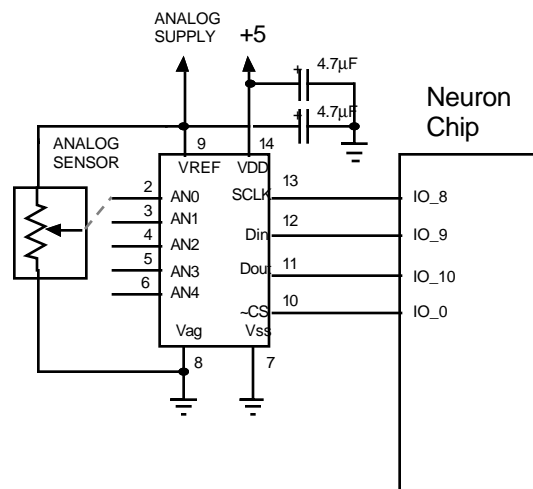 ANALOG
SUPPLY
+5
+
4.7μF
+
4.7μF
Neuron
Chip
ANALOG
SENSOR
9
14
VREF
VDD
2
AN0
SCLK
13
IO_8
3
AN1
Din
12
IO_9
4
AN2
5
AN3
Dout
11
IO_10
6
AN4
~CS
10
IO_0
Vag
Vss
8
7